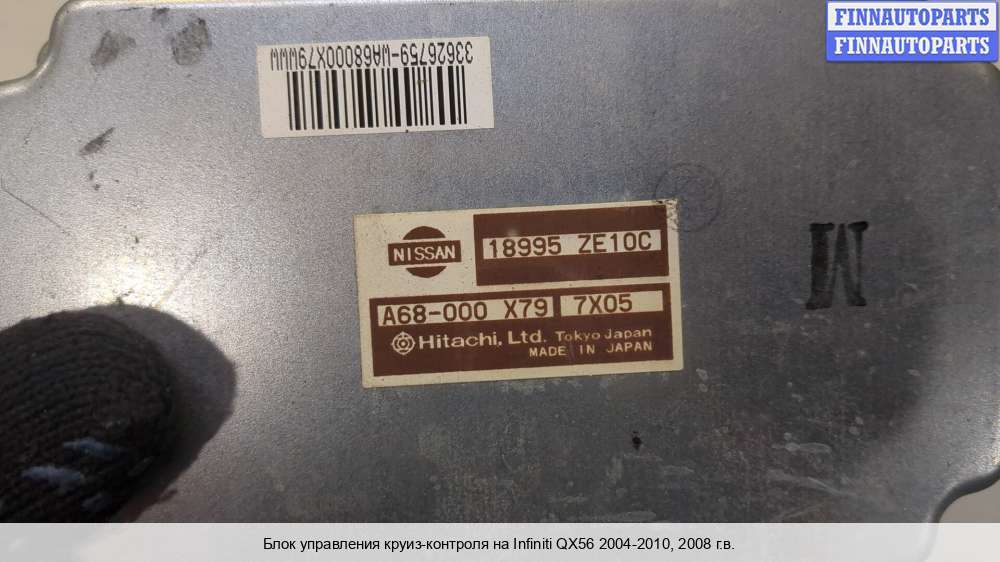 FINNAUTOPARTS
FINNAUTOPARTS
33626759-WA68000X79WWW
NISSAN
18995 ZE10C
A68-000 X79 7X05
Hitachi, Ltd. Tokyo Japan
MADE IN JAPAN
Блок управления круиз-контроля на Infiniti QX56 2004-2010, 2008 г.в.